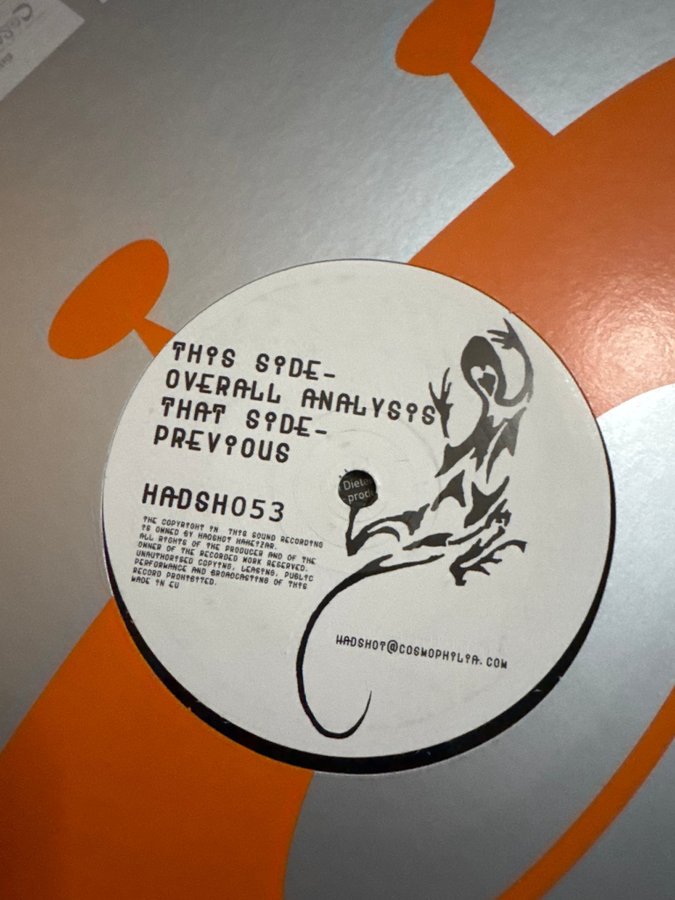 THIS SIDE-
OVERALL ANALYSIS
THAT SIDE-
PREVIOUS
HADSH053
THE COPYRIGHT IN THIS SOUND RECORDING
IS OWNED BY HADSHOT HAHEIZAR.
ALL RIGHTS OF THE PRODUCER AND OF THE
OWNER OF THE RECORDED WORK RESERVED.
UNAUTHORISED COPYING, LEASING, PUBLIC
PERFORMANCE AND BROADCASTING OF THIS
RECORD PROHIBITED.
MADE IN EU
HADSHOT@COSMOPHILIA.COM